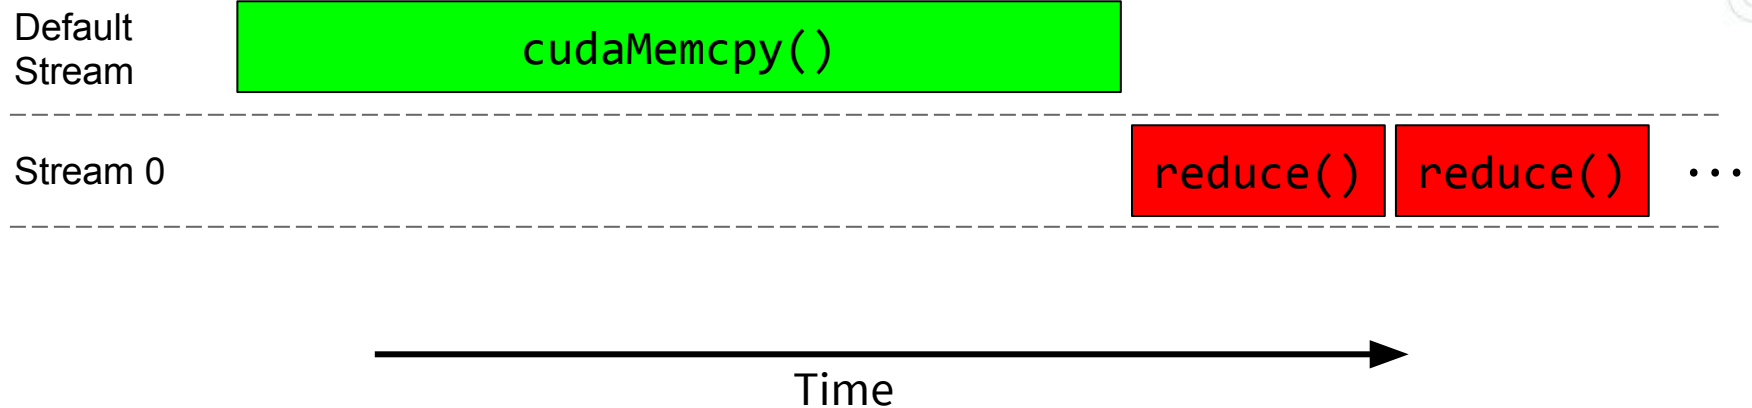 Default
Stream
cudaMemcpy()
Stream 0
reduce()
reduce()
...
Time